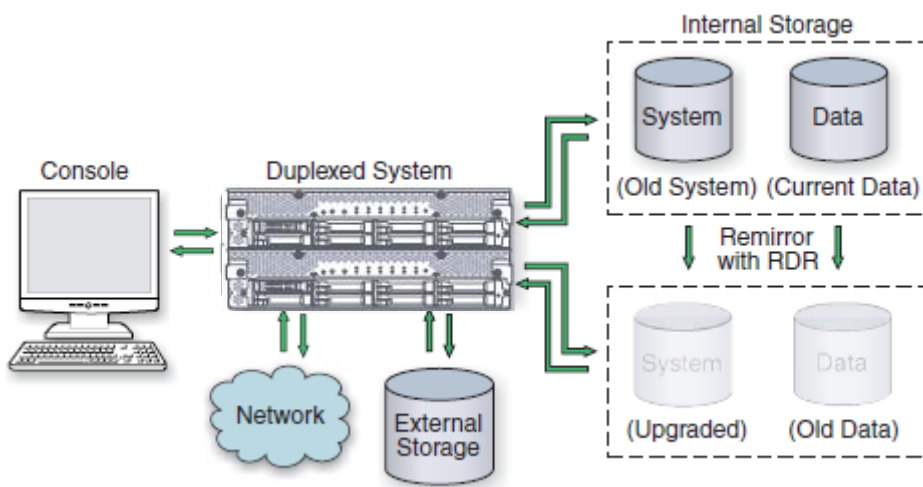 Internal Storage
System
Data
(Old System)
(Current Data)
Console
Duplexed System
Remirror
with RDR
System
Data
(Upgraded)
(Old Data)
Network
External
Storage